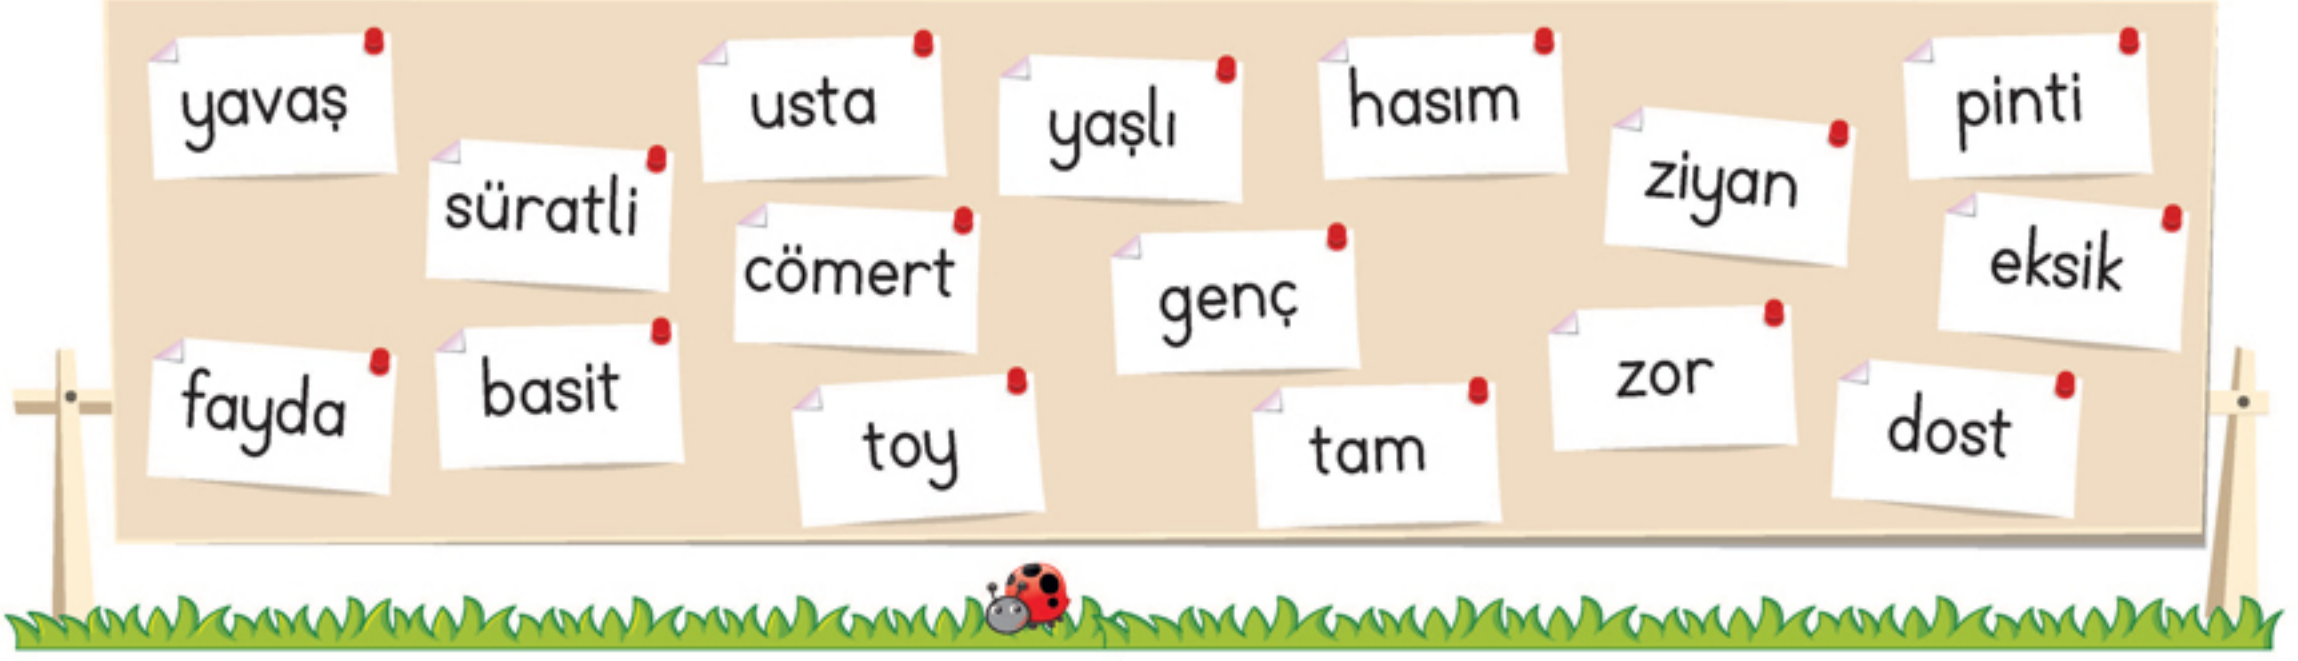 yavaş
usta
yaşlı
hasım
pinti
süratli
ziyan
cömert
genç
eksik
fayda
basit
zor
toy
tam
dost